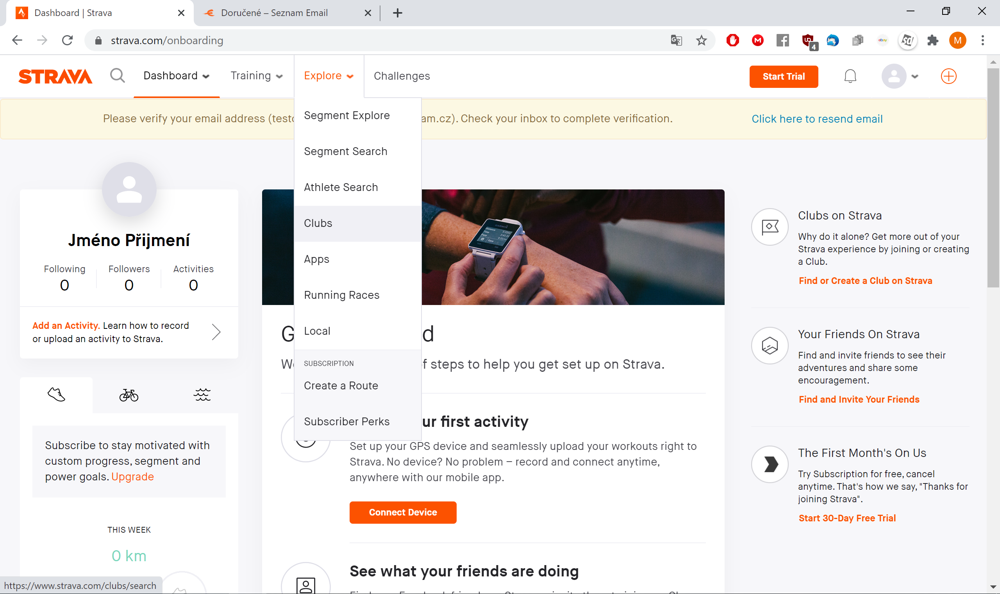 Dashboard | Strava
Doručené – Seznam Email
strava.com/onboarding
4
ebay
M
STRAVA
Dashboard
Training
Explore
Challenges
Start Trial
Please verify your email address (
am.cz). Check your inbox to complete verification.
Click here to resend email
Segment Explore
Segment Search
Athlete Search
Clubs
Apps
Running Races
Local
SUBSCRIPTION
Create a Route
Subscriber Perks
Jméno Přijmení
Following
0
Followers
0
Activities
0
Add an Activity. Learn how to record
or upload an activity to Strava.
Subscribe to stay motivated with
custom progress, segment and
power goals. Upgrade
THIS WEEK
0 km
GARMIN
G
d
steps to help you get set up on Strava.
ur first activity
Set up your GPS device and seamlessly upload your workouts right to
Strava. No device? No problem – record and connect anytime,
anywhere with our mobile app.
Connect Device
See what your friends are doing
Clubs on Strava
Why do it alone? Get more out of your
Strava experience by joining or creating
a Club.
Find or Create a Club on Strava
Your Friends On Strava
Find and invite friends to see their
adventures and share some
encouragement.
Find and Invite Your Friends
The First Month's On Us
Try Subscription for free, cancel
anytime. That's how we say, "Thanks for
joining Strava".
Start 30-Day Free Trial
https://www.strava.com/clubs/search